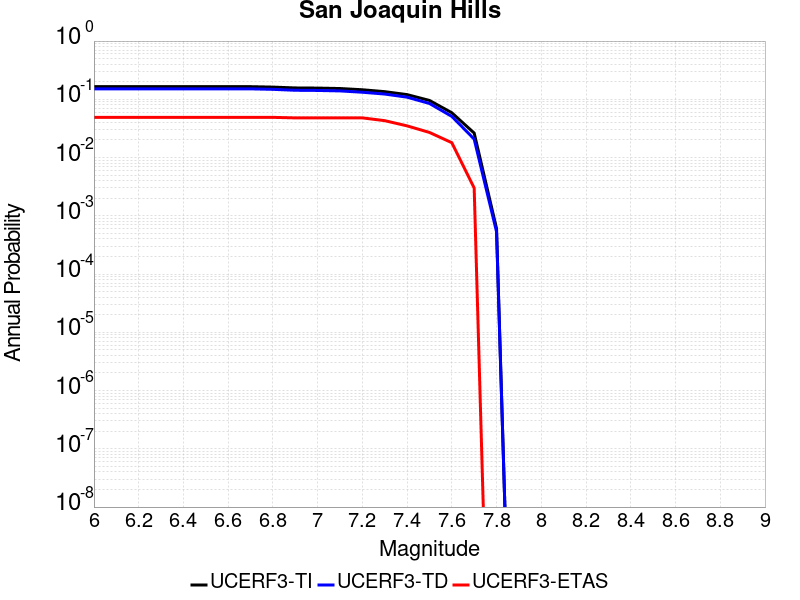 San Joaquin Hills
Annual Probability
10^0
10^-1
10^-2
10^-3
10^-4
10^-5
10^-6
10^-7
10^-8
6 6.2 6.4 6.6 6.8 7 7.2 7.4 7.6 7.8 8 8.2 8.4 8.6 8.8 9
Magnitude
UCERF3-TI UCERF3-TD UCERF3-ETAS